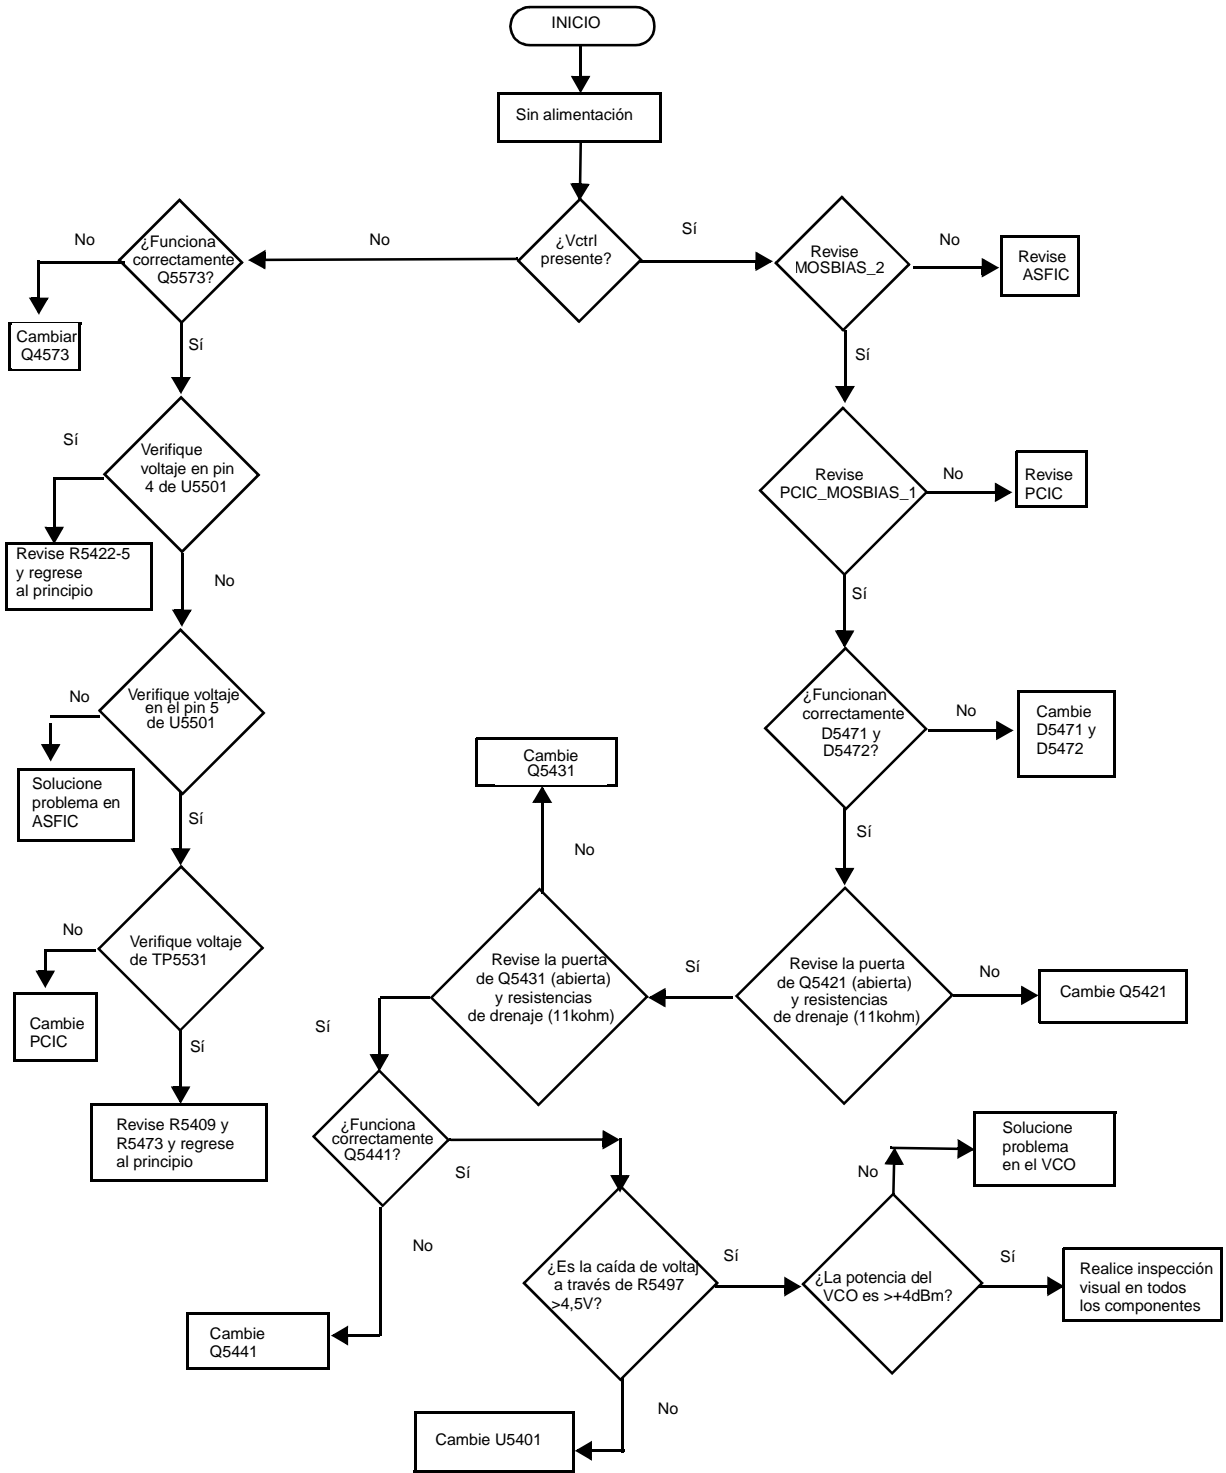 INICIO
Sin alimentación
¿Vctrl
presente?
No
Sí
¿Funciona
correctamente
Q5573?
No
Cambiar
Q4573
Sí
Revise
MOSBIAS_2
No
Revise
ASFIC
Sí
Verifique
voltaje en pin
4 de U5501
Sí
Revise R5422-5
y regrese
al principio
No
Revise
PCIC_MOSBIAS_1
No
Revise
PCIC
Sí
Verifique voltaje
en el pin 5
de U5501
No
Solucione
problema en
ASFIC
Sí
¿Funcionan
correctamente
D5471 y
D5472?
No
Cambie
D5471 y
D5472
Sí
Cambie
Q5431
No
Verifique voltaje
de TP5531
No
Cambie
PCIC
Sí
Revise R5409 y
R5473 y regrese
al principio
Revise la puerta
de Q5431 (abierta)
y resistencias
de drenaje (11kohm)
Sí
Revise la puerta
de Q5421 (abierta)
y resistencias
de drenaje (11kohm)
No
Cambie Q5421
Sí
¿Funciona
correctamente
Q5441?
Sí
No
Cambie
Q5441
¿Es la caída de voltaj
a través de R5497
>4,5V?
Sí
No
Cambie U5401
¿La potencia del
VCO es >+4dBm?
No
Solucione
problema
en el VCO
Sí
Realice inspección
visual en todos
los componentes